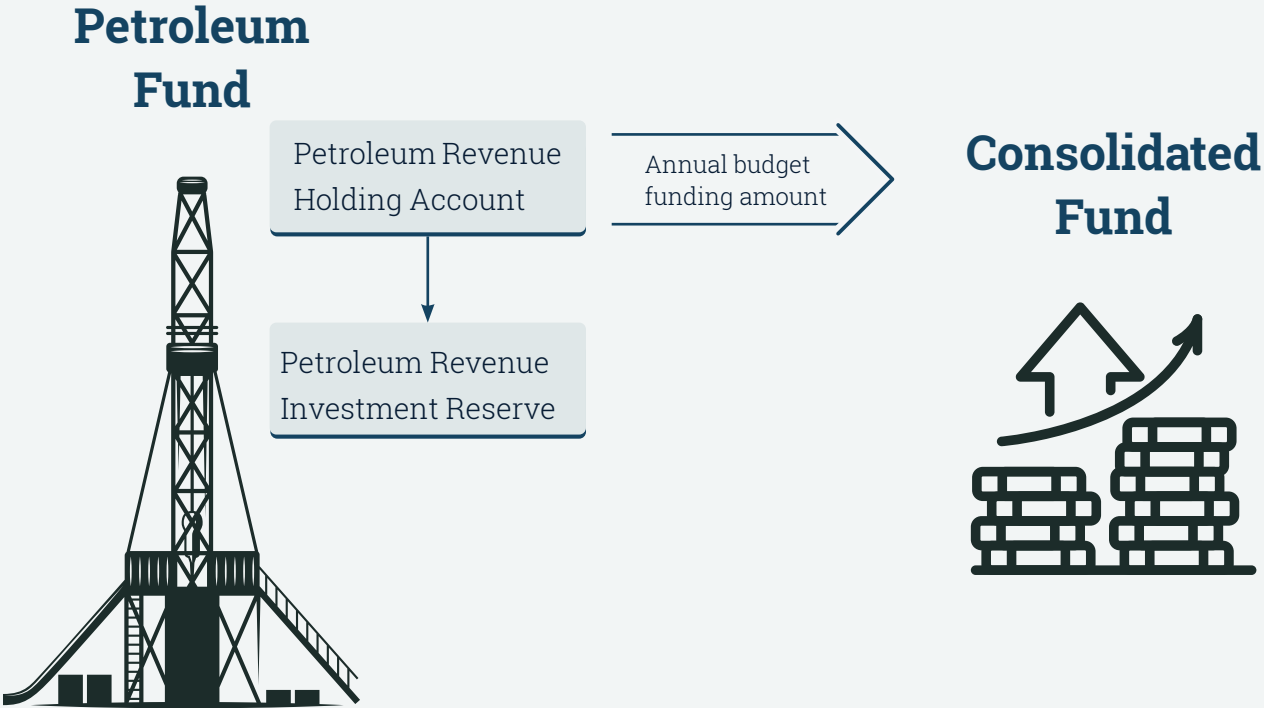 Petroleum
Fund
Petroleum Revenue
Holding Account
Annual budget
funding amount
Consolidated
Fund
Petroleum Revenue
Investment Reserve